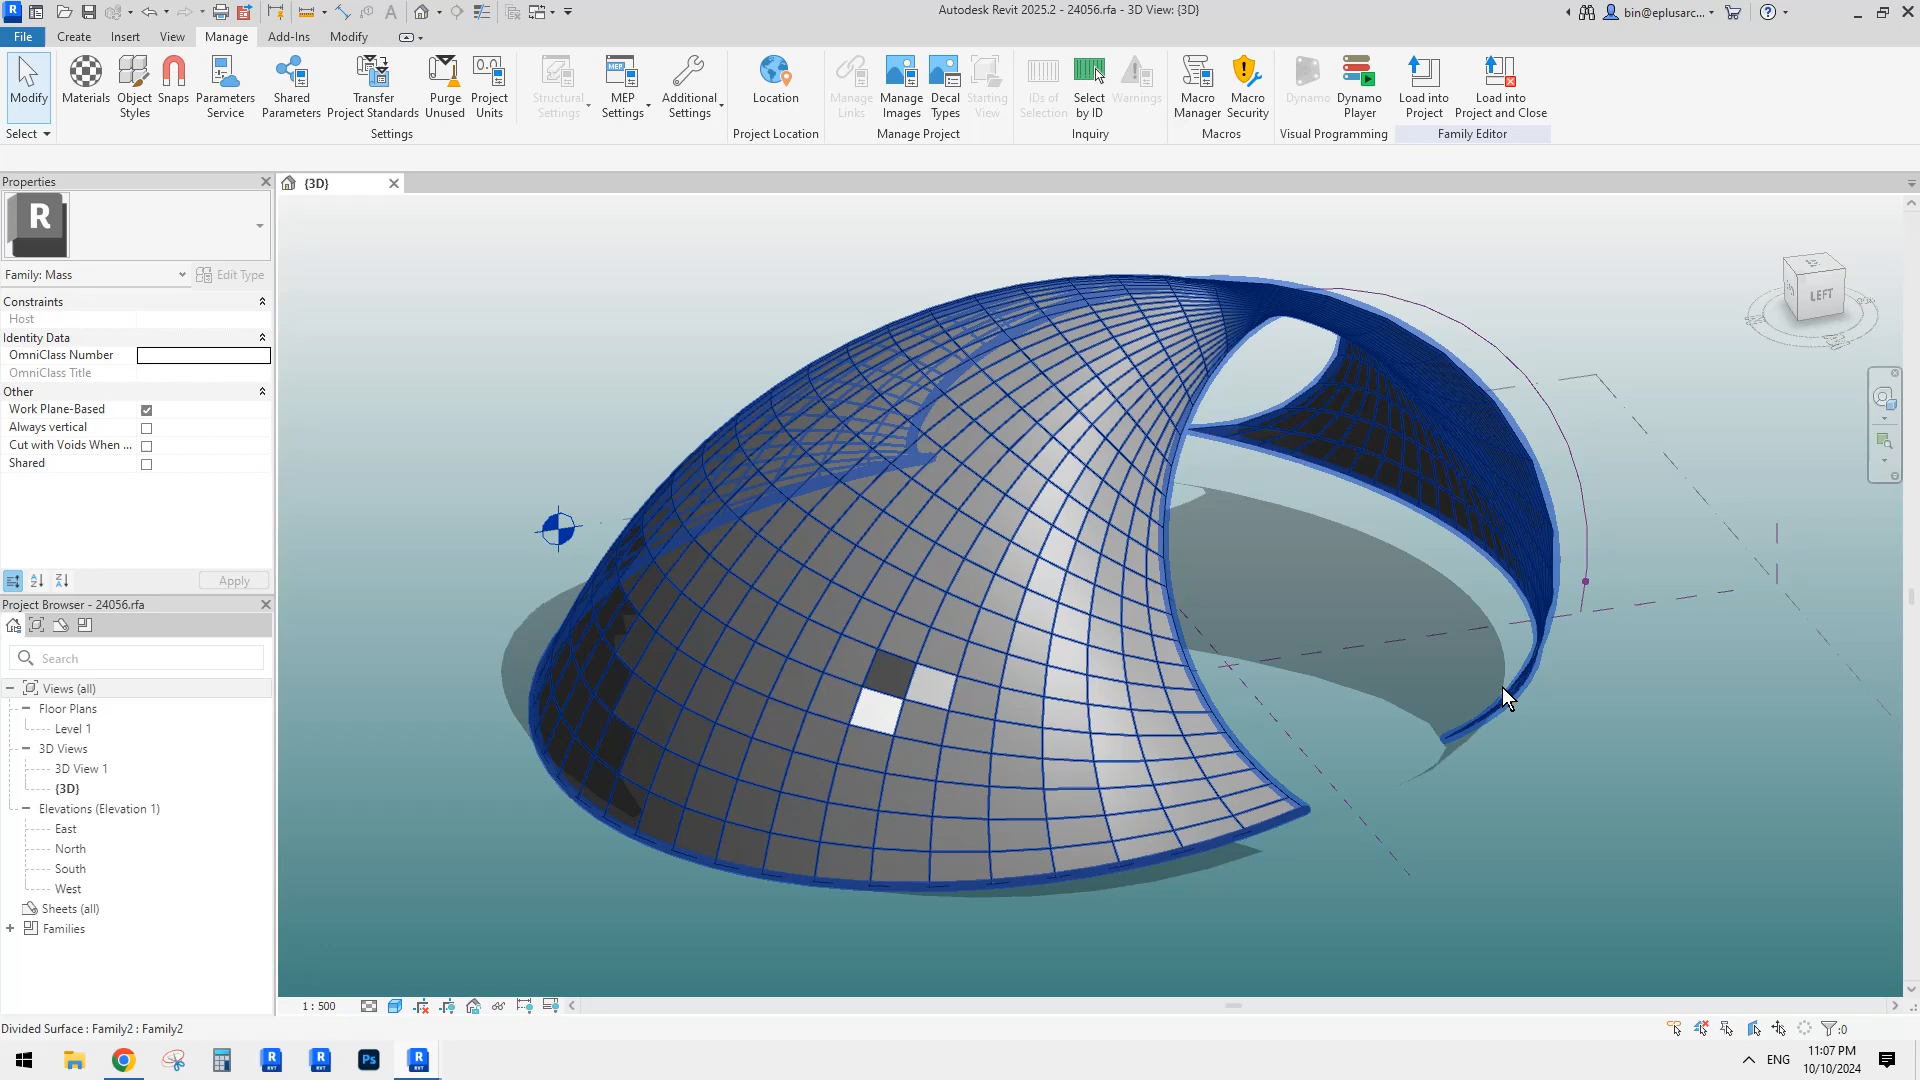 Autodesk Revit 2025.2 - 24056.rfa - 3D View: {3D}
bin@eplusarc...
File Create Insert View Manage Add-Ins Modify
Modify
Materials
Object Styles
Snaps
Parameters Service
Shared Parameters
Transfer Project Standards
Purge Unused
Project Units
Structural Settings
MEP Settings
Additional Settings
Location
Manage Links
Manage Images
Decal Types
Starting View
IDs of Selection
Select by ID
Warnings
Macro Manager
Macro Security
Dynamo
Dynamo Player
Load into Project
Load into Project and Close
Select Settings Project Location Manage Project Inquiry Macros Visual Programming Family Editor
Properties
{3D}
R
Family: Mass Edit Type
Constraints
Host
Identity Data
OmniClass Number
OmniClass Title
Other
Work Plane-Based
Always vertical
Cut with Voids When ...
Shared
Apply
LEFT
Project Browser - 24056.rfa
Search
Views (all)
Floor Plans
Level 1
3D Views
3D View 1
{3D}
Elevations (Elevation 1)
East
North
South
West
Sheets (all)
Families
1 : 500
Divided Surface : Family2 : Family2
:0
ENG
11:07 PM
10/10/2024